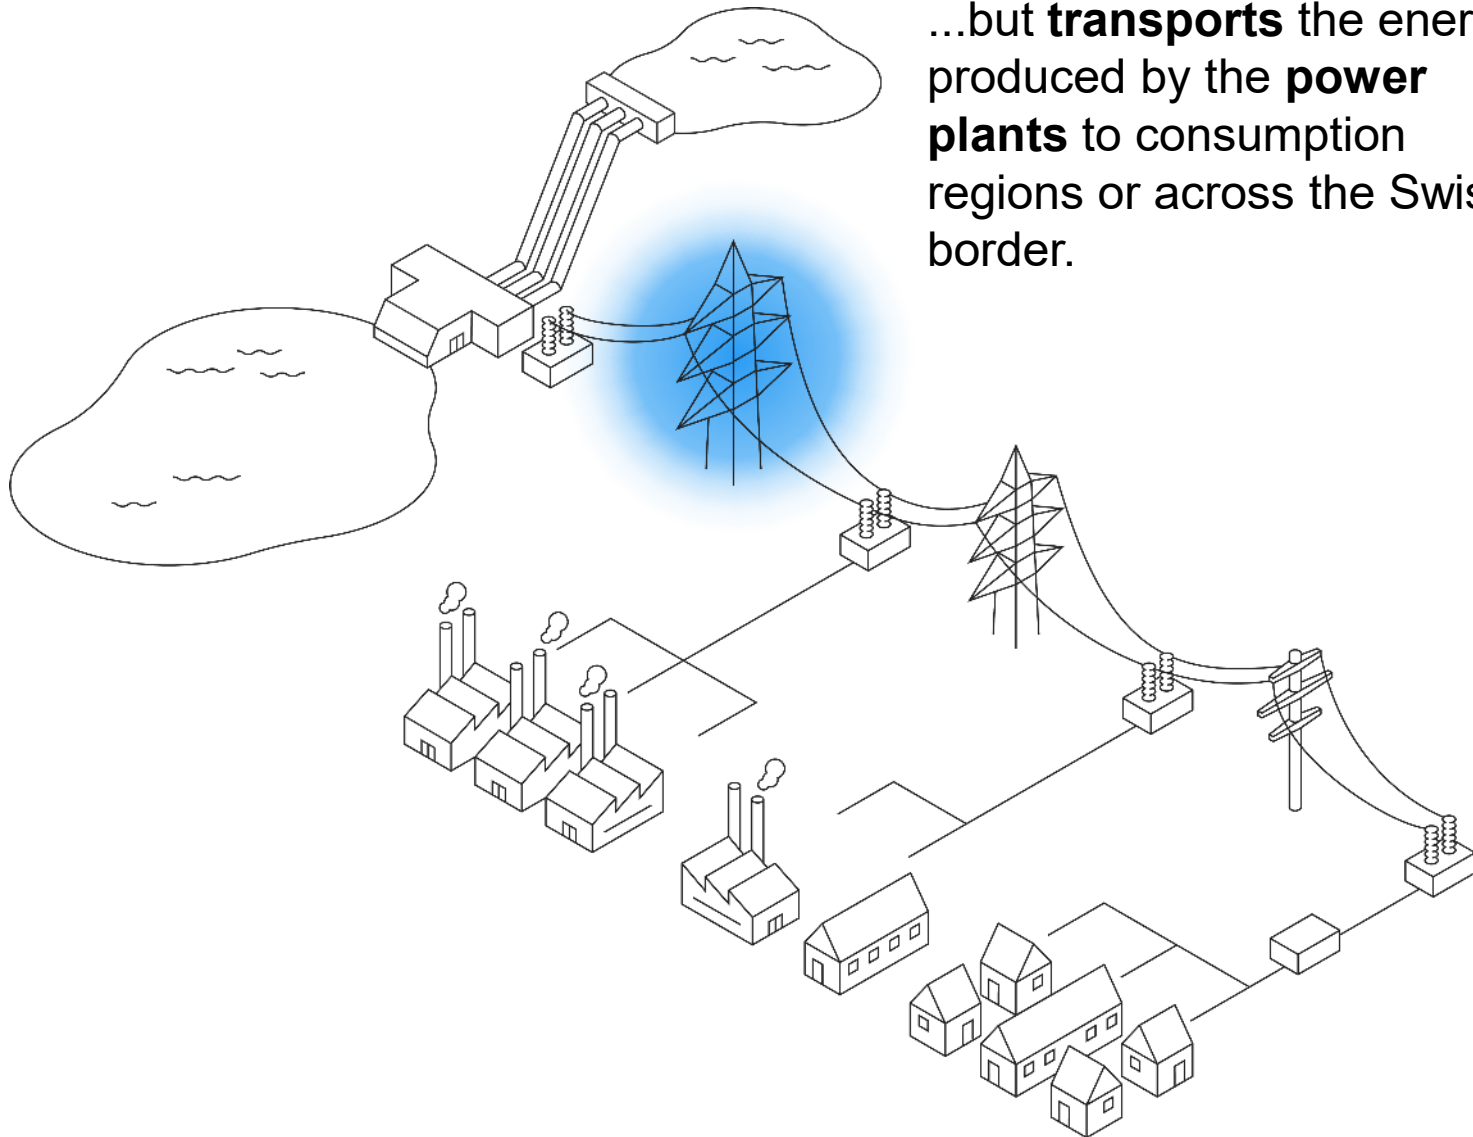 ...but transports the ener
produced by the power
plants to consumption
regions or across the Swis
border.